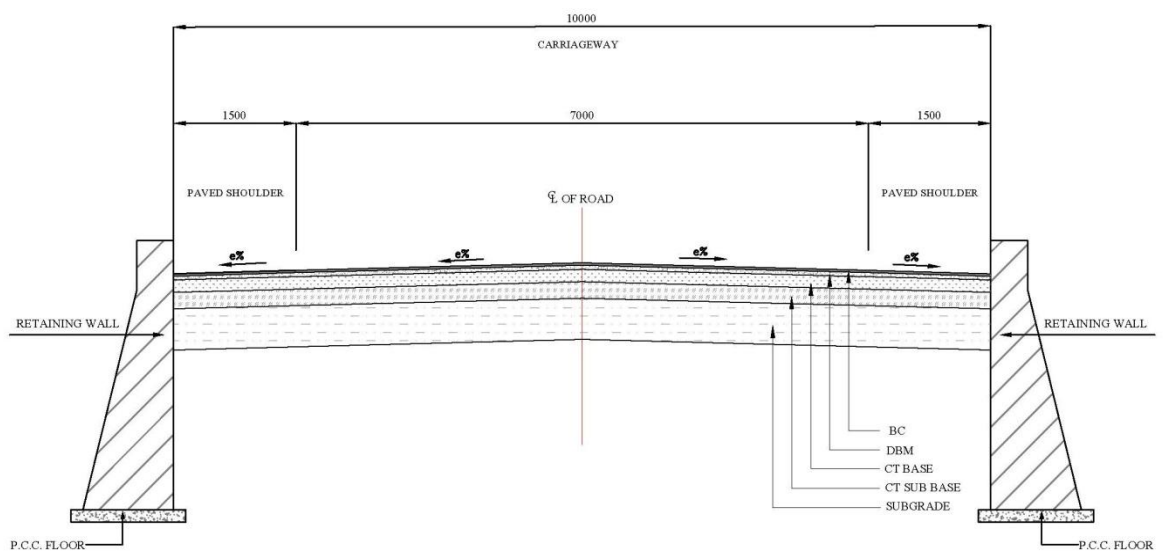 10000
CARRIAGEWAY
1500
7000
1500
PAVED SHOULDER
℄ OF ROAD
PAVED SHOULDER
e%
e%
e%
e%
RETAINING WALL
RETAINING WALL
BC
DBM
CT BASE
CT SUB BASE
SUBGRADE
P.C.C. FLOOR
P.C.C. FLOOR